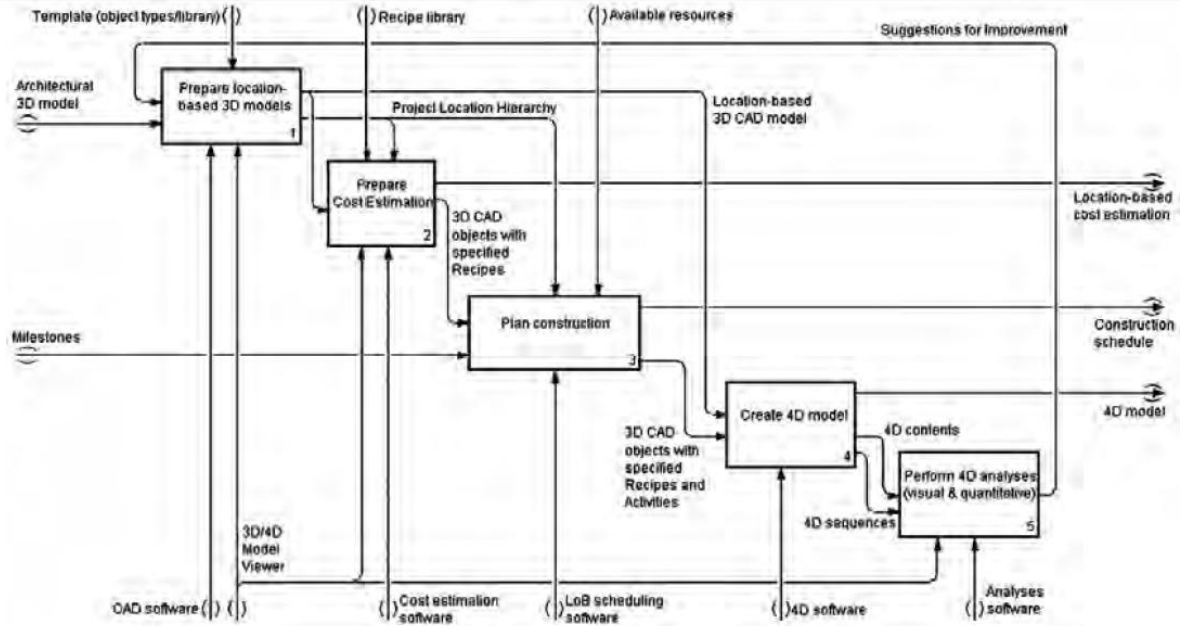 Template (object types/library)
Recipe library
Available resources
Suggestions for Improvement
Architectural
3D model
Prepare location-
based 3D models
1
Project Location Hierarchy
Location-based
3D CAD model
Prepare
Cost Estimation
2
Location-based
cost estimation
3D CAD
objects with
specified
Recipes
Milestones
Plan construction
3
Construction
schedule
Create 4D model
4
4D model
3D CAD
objects with
specified
Recipes and
Activities
4D contents
Perform 4D analyses
(visual & quantitative)
5
4D sequences
3D/4D
Model
Viewer
CAD software
Cost estimation
software
LoB scheduling
software
4D software
Analyses
software